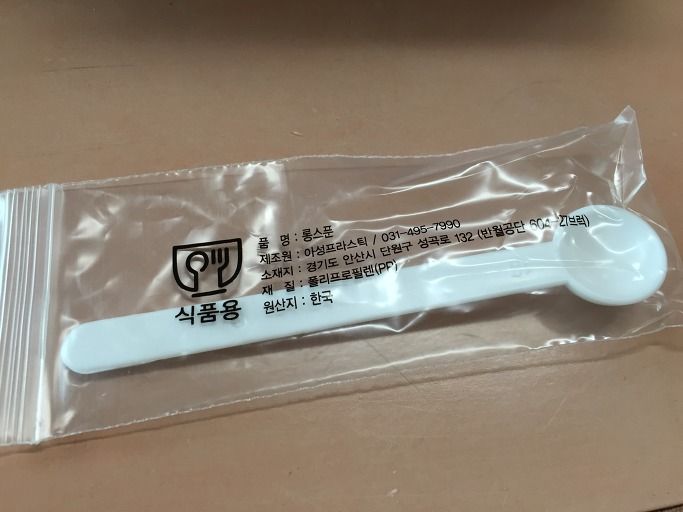 품 명 : 롱스푼
제조원 : 아성프라스틱 / 031-495-7990
소재지 : 경기도 안산시 단원구 성곡로 132 (반월공단 604-2(브럭)
재 질 : 폴리프로필렌(PP)
원산지 : 한국
식품용